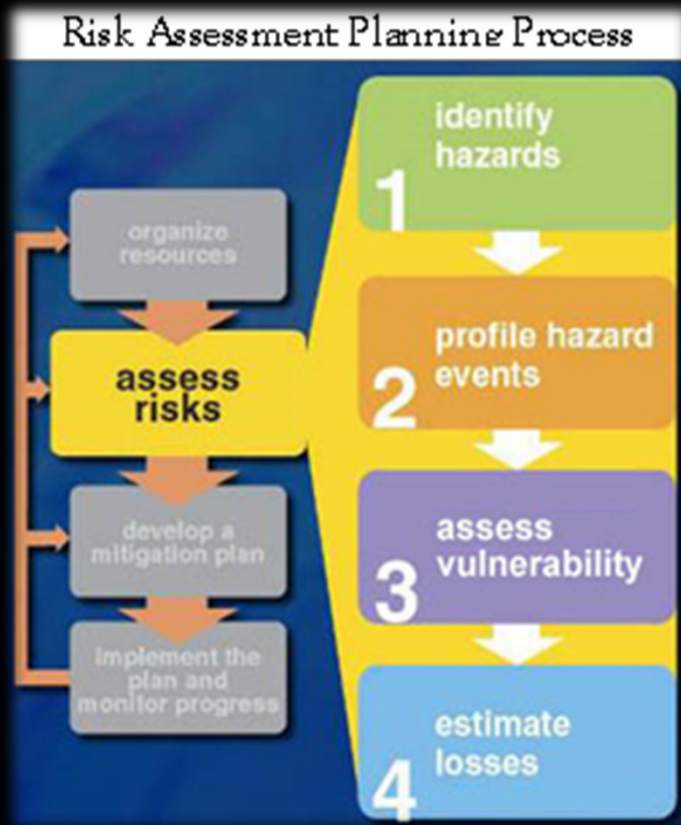 Risk Assessment Planning Process
organize
resources
assess
risks
develop a
mitigation plan
implement the
plan and
monitor progress
1
identify
hazards
2
profile hazard
events
3
assess
vulnerability
4
estimate
losses